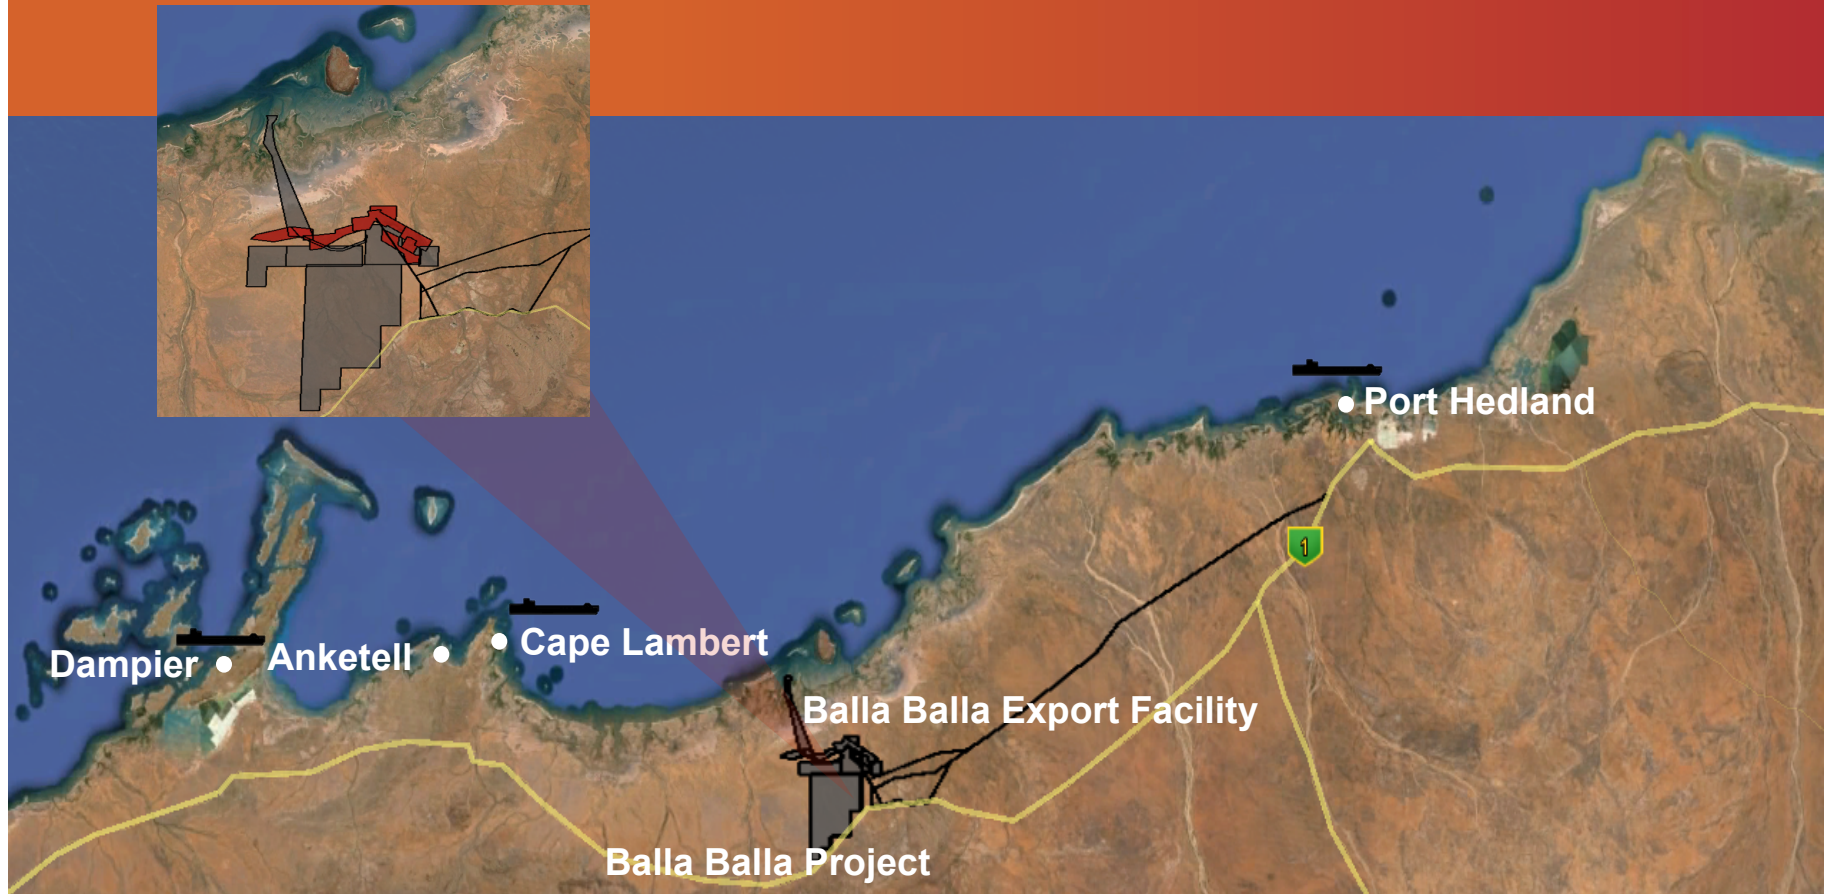 Port Hedland
1
Cape Lambert
Anketell
Dampier
Balla Balla Export Facility
Balla Balla Project